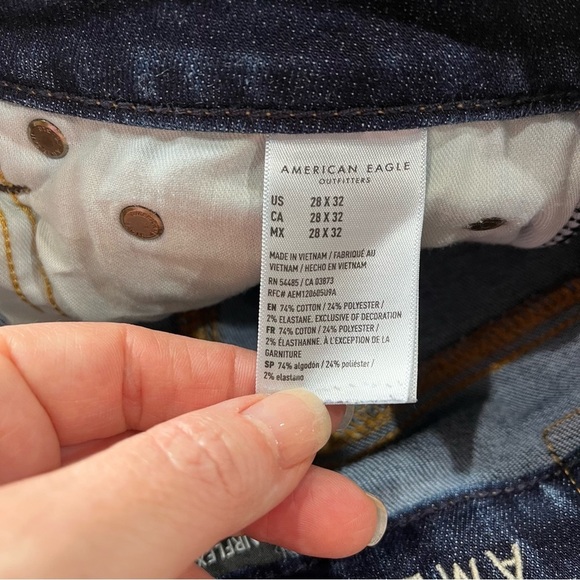 AMERICAN EAGLE
OUTFITTERS
US 28 X 32
CA 28 X 32
MX 28 X 32
MADE IN VIETNAM / FABRIQUÉ AU
VIETNAM / HECHO EN VIETNAM
RN 54485 / CA 03873
RFC# AEM120605U9A
EN 74% COTTON / 24% POLYESTER /
2% ELASTANE. EXCLUSIVE OF DECORATION
FR 74% COTON / 24% POLYESTER /
2% ÉLASTHANNE. À L'EXCEPTION DE LA
GARNITURE
SP 74% algodón / 24% poliéster /
2% elastano
AIRFLEX
AM